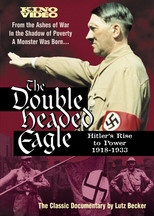 KINO
VIDEO
From the Ashes of War
In the Shadow of Poverty
A Monster Was Born...
The
Double
Headed
Eagle
Hitler's Rise
to Power
1918-1933
The Classic Documentary by Lutz Becker